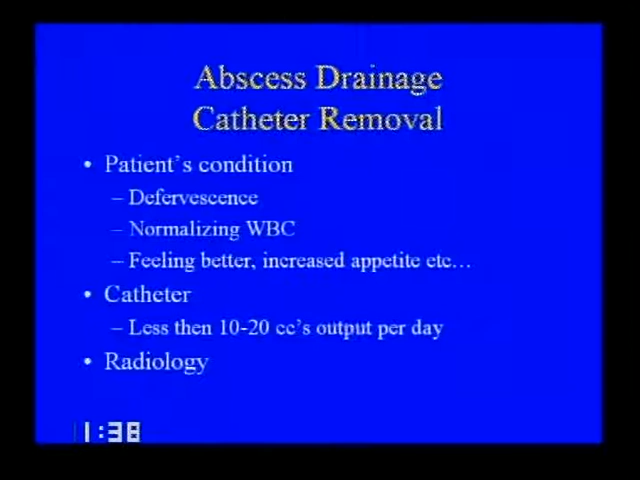 Abscess Drainage
Catheter Removal
• Patient's condition
– Defervescence
– Normalizing WBC
– Feeling better, increased appetite etc…
• Catheter
– Less then 10-20 cc's output per day
• Radiology
1:38